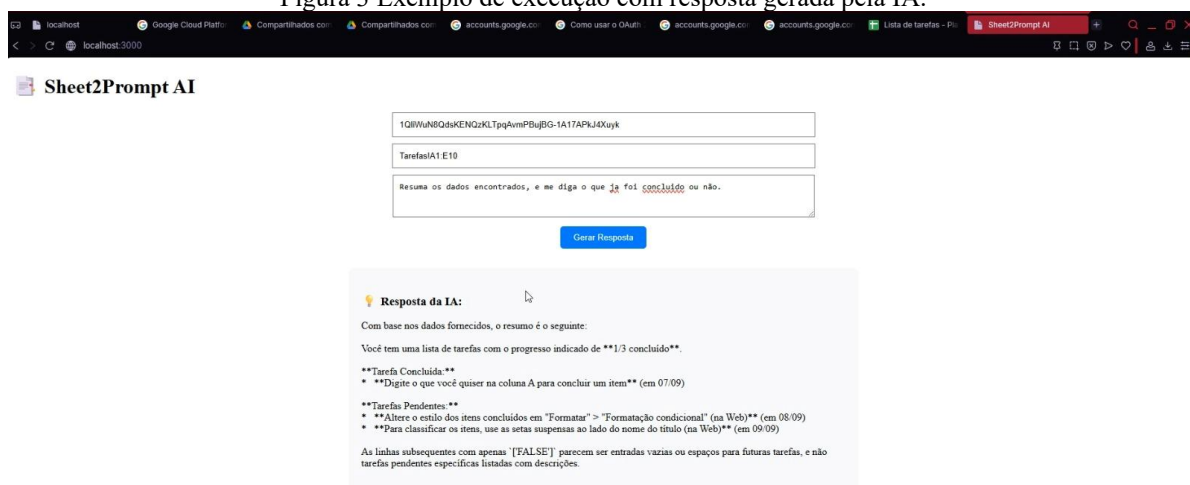 Figura 3 Exemplo de execução com resposta gerada pela IA.
localhost
Google Cloud Platfo
Compartilhados com
Compartilhados com
accounts.google.co
Como usar o OAuth
accounts.google.co
accounts.google.co
Lista de tarefas - Pla
Sheet2Prompt AI
localhost:3000
Sheet2Prompt AI
Tarefas!A1:E10
Resuma os dados encontrados, e me diga o que ja foi concluido ou não.
Gerar Resposta
Resposta da IA:
Com base nos dados fornecidos, o resumo é o seguinte:
Você tem uma lista de tarefas com o progresso indicado de **1/3 concluído**.
**Tarefa Concluída:**
* **Digite o que você quiser na coluna A para concluir um item** (em 07/09)
**Tarefas Pendentes:**
* **Altere o estilo dos itens concluídos em "Formatar" > "Formatação condicional" (na Web)** (em 08/09)
* **Para classificar os itens, use as setas suspensas ao lado do nome do título (na Web)** (em 09/09)
As linhas subsequentes com apenas `['FALSE']` parecem ser entradas vazias ou espaços para futuras tarefas, e não
tarefas pendentes específicas listadas com descrições.